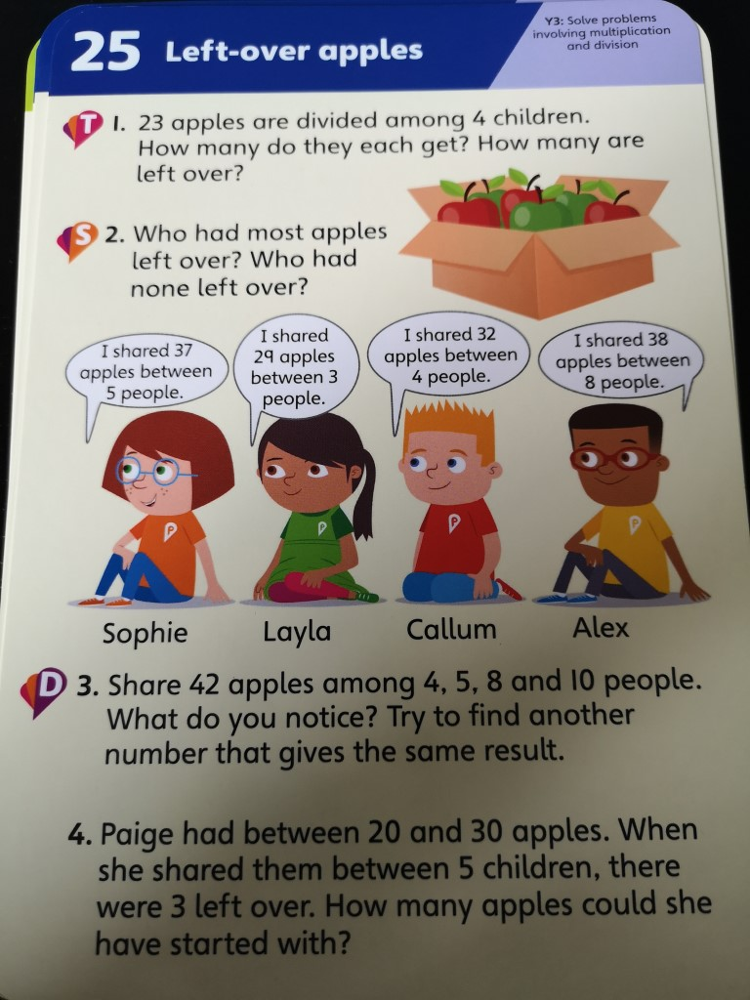 25 Left-over apples
Y3: Solve problems
involving multiplication
and division
T 1. 23 apples are divided among 4 children.
How many do they each get? How many are
left over?
S 2. Who had most apples
left over? Who had
none left over?
I shared 37
apples between
5 people.
I shared
29 apples
between 3
people.
I shared 32
apples between
4 people.
I shared 38
apples between
8 people.
P
P
P
P
Sophie
Layla
Callum
Alex
D 3. Share 42 apples among 4, 5, 8 and 10 people.
What do you notice? Try to find another
number that gives the same result.
4. Paige had between 20 and 30 apples. When
she shared them between 5 children, there
were 3 left over. How many apples could she
have started with?